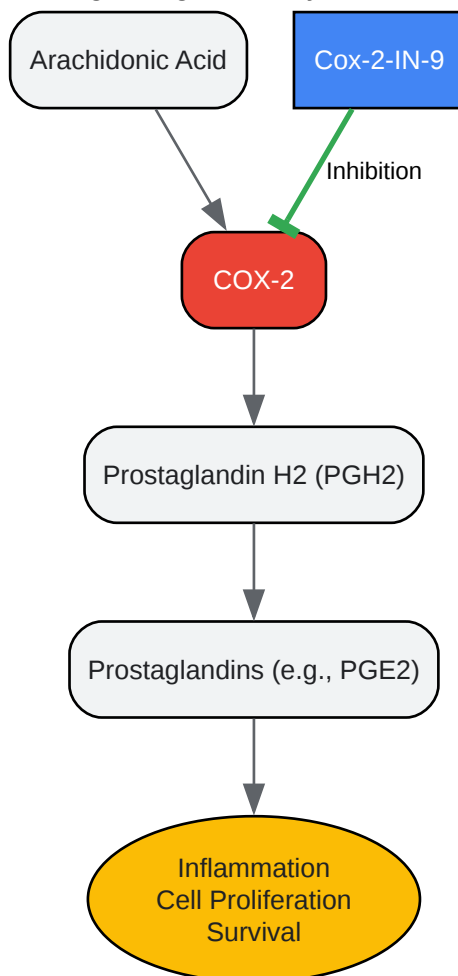 Arachidonic Acid
Cox-2-IN-9
Inhibition
COX-2
Prostaglandin H2 (PGH2)
Prostaglandins (e.g., PGE2)
Inflammation
Cell Proliferation
Survival